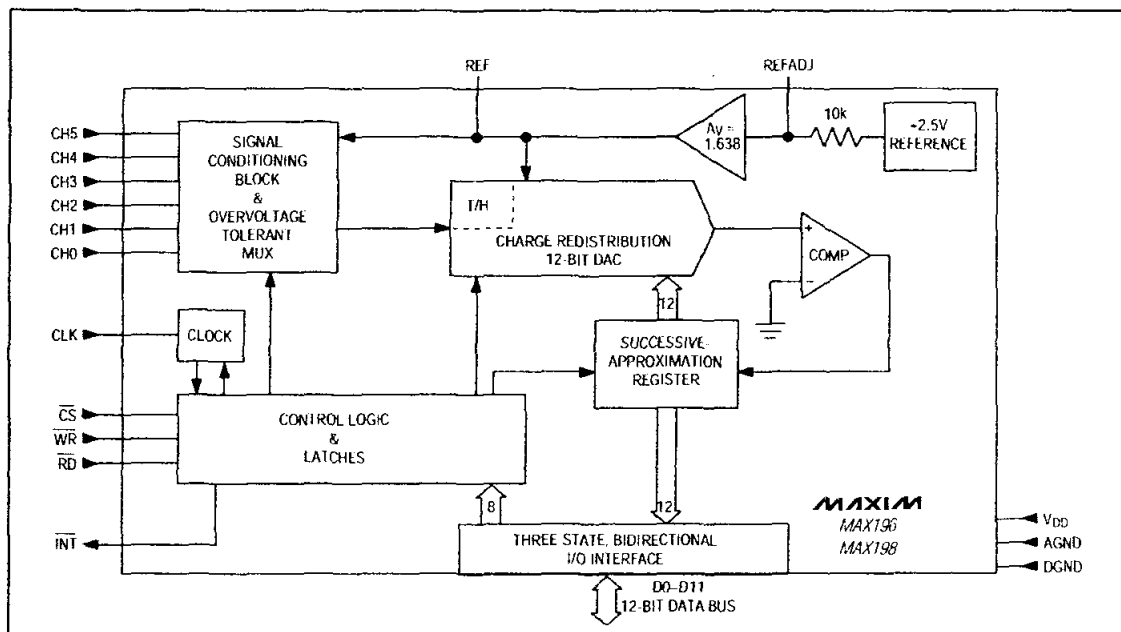 REF
REFADJ
CH5
CH4
CH3
CH2
CH1
CH0
SIGNAL
CONDITIONING
BLOCK
&
OVERVOLTAGE
TOLERANT
MUX
Av =
1.638
10k
+2.5V
REFERENCE
T/H
CHARGE REDISTRIBUTION
12-BIT DAC
+
COMP
−
12
CLK
CLOCK
SUCCESSIVE-
APPROXIMATION
REGISTER
CS
WR
RD
CONTROL LOGIC
&
LATCHES
INT
8
12
THREE STATE, BIDIRECTIONAL
I/O INTERFACE
MAXIM
MAX196
MAX198
VDD
AGND
DGND
D0–D11
12-BIT DATA BUS